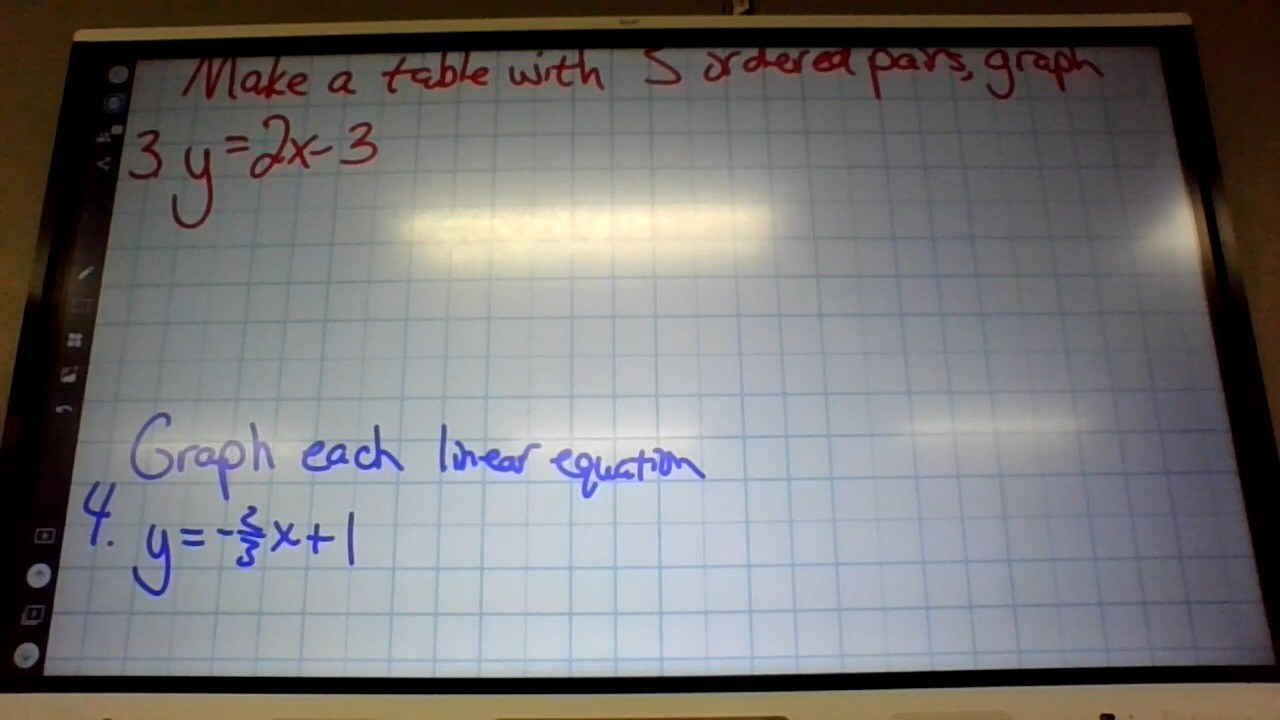 Make a table with 5 ordered pairs, graph
3 y=2x-3
Graph each linear equation
4. y=-2/3x+1